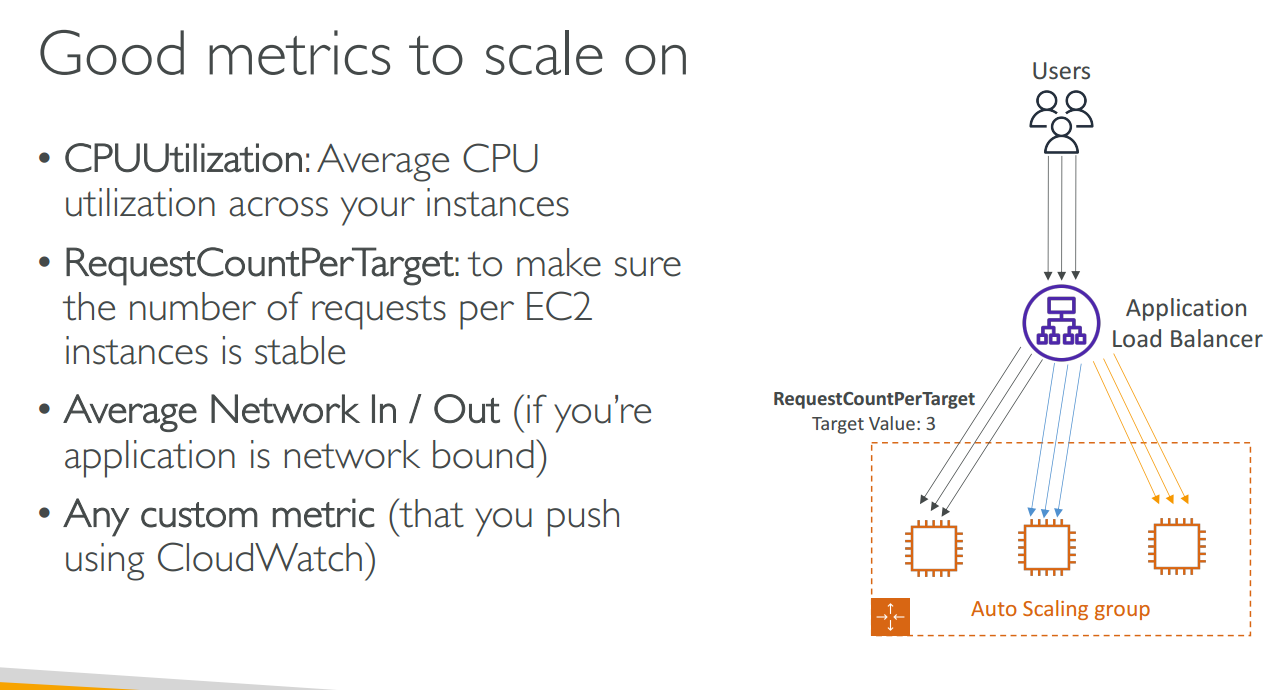 Good metrics to scale on
• CPUUtilization: Average CPU
utilization across your instances
• RequestCountPerTarget: to make sure
the number of requests per EC2
instances is stable
• Average Network In / Out (if you’re
application is network bound)
• Any custom metric (that you push
using CloudWatch)
Users
Application
Load Balancer
RequestCountPerTarget
Target Value: 3
Auto Scaling group